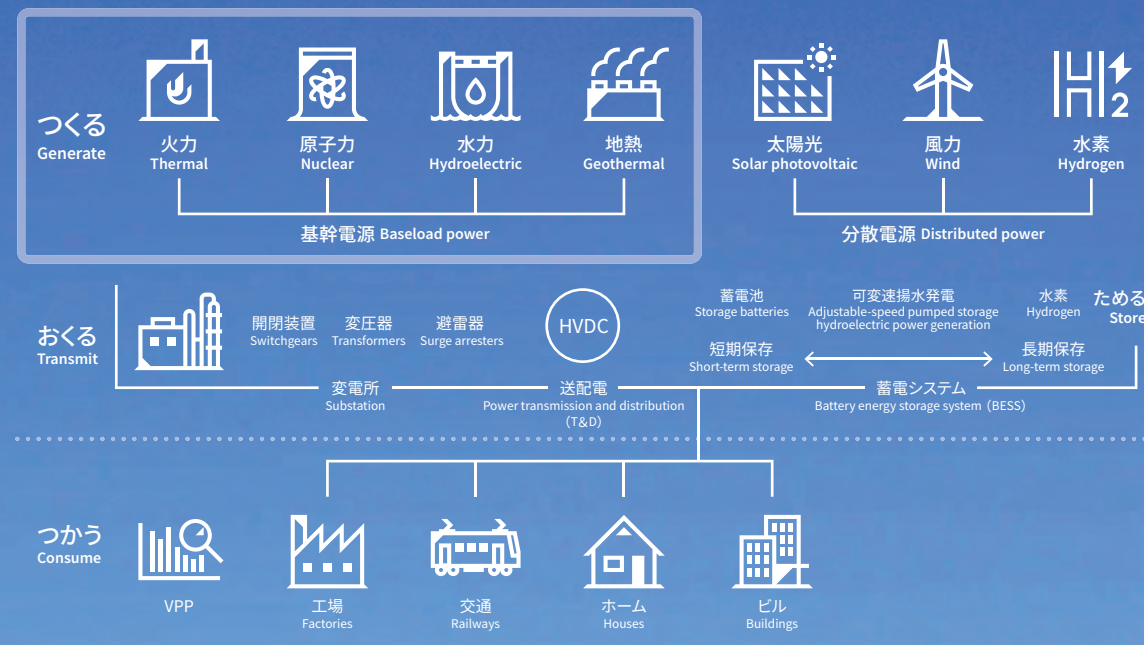 つくる
Generate
火力
Thermal
原子力
Nuclear
水力
Hydroelectric
地熱
Geothermal
基幹電源 Baseload power
太陽光
Solar photovoltaic
風力
Wind
H2
水素
Hydrogen
分散電源 Distributed power
おくる
Transmit
開閉装置
Switchgears
変圧器
Transformers
避雷器
Surge arresters
HVDC
蓄電池
Storage batteries
可変速揚水発電
Adjustable-speed pumped storage
hydroelectric power generation
水素
Hydrogen
ためる
Store
短期保存
Short-term storage
長期保存
Long-term storage
変電所
Substation
送配電
Power transmission and distribution
（T&D）
蓄電システム
Battery energy storage system（BESS）
つかう
Consume
VPP
工場
Factories
交通
Railways
ホーム
Houses
ビル
Buildings